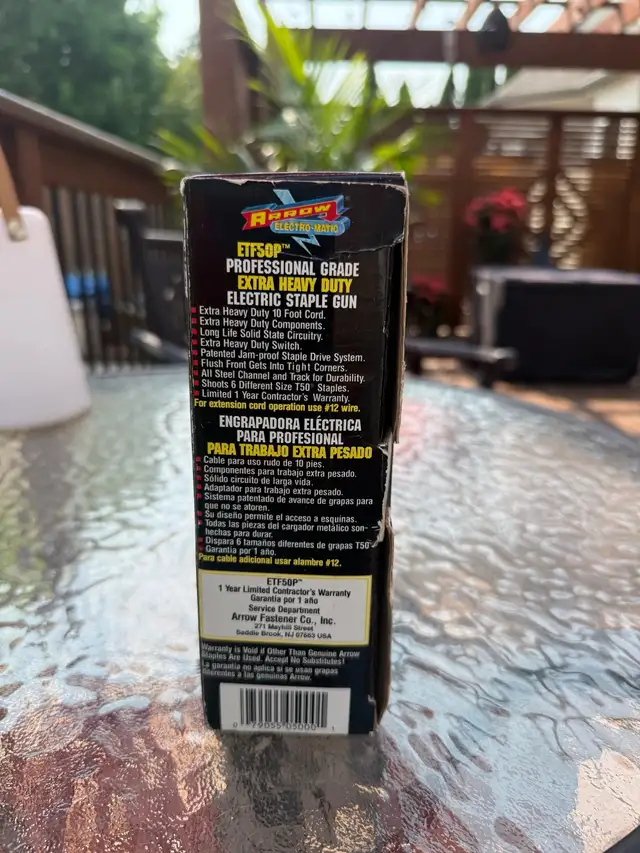 ARROW
ELECTRO-MATIC
ETF50P™
PROFESSIONAL GRADE
EXTRA HEAVY DUTY
ELECTRIC STAPLE GUN
Extra Heavy Duty 10 Foot Cord.
Extra Heavy Duty Components.
Long Life Solid State Circuitry.
Extra Heavy Duty Switch.
Patented Jam-proof Staple Drive System.
Flush Front Gets Into Tight Corners.
All Steel Channel and Track for Durability.
Shoots 6 Different Size T50® Staples.
Limited 1 Year Contractor's Warranty.
For extension cord operation use #12 wire.
ENGRAPADORA ELÉCTRICA
PARA PROFESIONAL
PARA TRABAJO EXTRA PESADO
Cable para uso rudo de 10 pies.
Componentes para trabajo extra pesado.
Sólido circuito de larga vida.
Adaptador para trabajo extra pesado.
Sistema patentado de avance de grapas para
que no se atoren.
Su diseño permite el acceso a esquinas.
Todas las piezas del cargador metálico son
hechas para durar.
Dispara 6 tamaños diferentes de grapas T50®
Garantia por 1 año.
Para cable adicional usar alambre #12.
ETF50P™
1 Year Limited Contractor's Warranty
Garantia por 1 año
Service Department
Arrow Fastener Co., Inc.
271 Mayhill Street
Saddle Brook, NJ 07663 USA
Warranty is Void if Other Than Genuine Arrow
Staples Are Used. Accept No Substitutes!
La garantía no aplica si se usan grapas
diferentes a las genuinas Arrow.
0 79055 05000 1